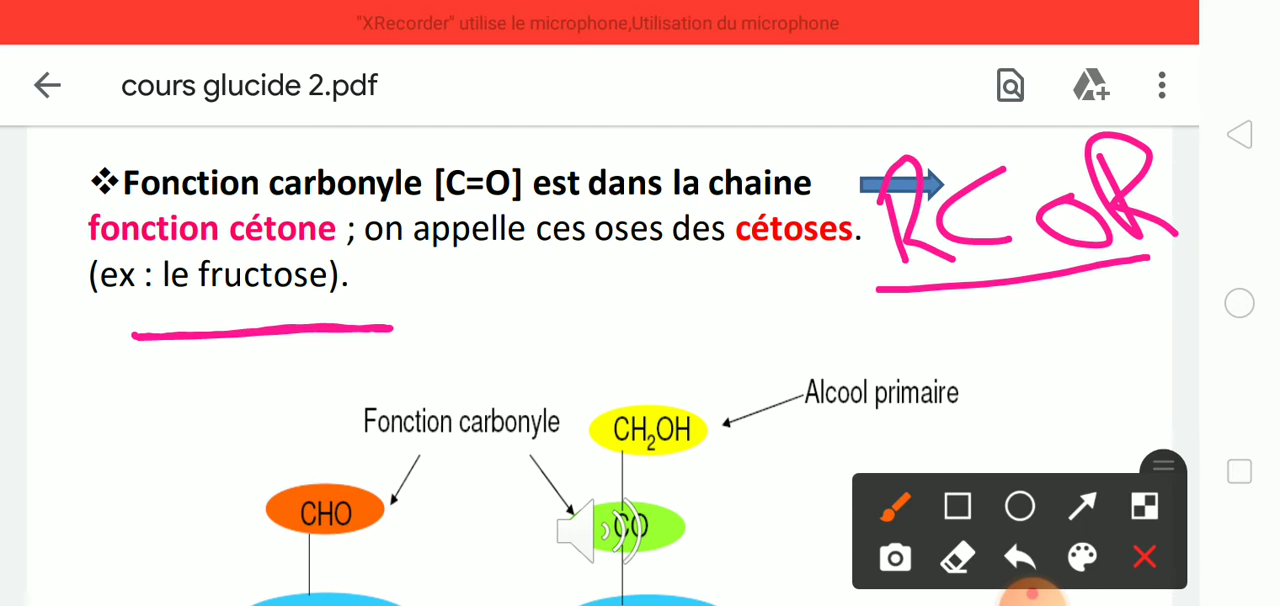 "XRecorder" utilise le microphone,Utilisation du microphone
cours glucide 2.pdf
❖Fonction carbonyle [C=O] est dans la chaine
fonction cétone ; on appelle ces oses des cétoses.
(ex : le fructose).
RCOR
Alcool primaire
Fonction carbonyle
CH₂OH
CHO
CO